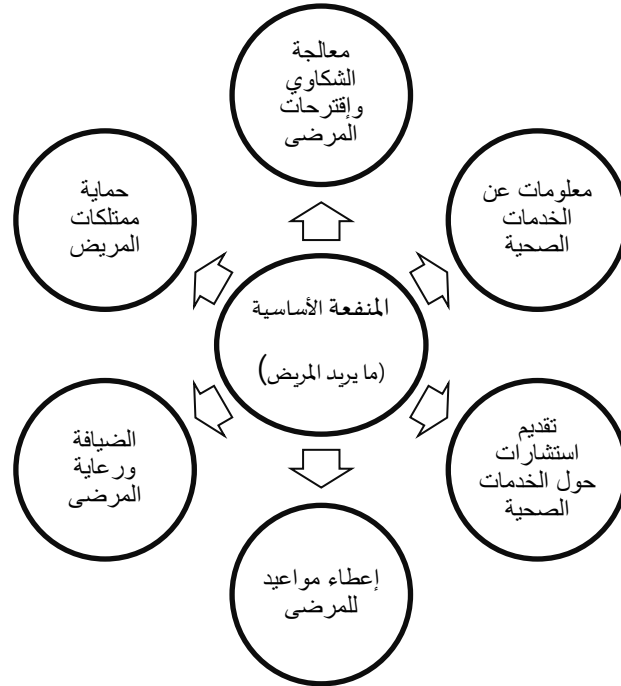 معالجة
الشكاوي
وإقترحات
المرضى
معلومات عن
الخدمات
الصحية
تقديم
استشارات
حول الخدمات
الصحية
إعطاء مواعيد
للمرضى
الضيافة
ورعاية
المرضى
حماية
ممتلكات
المريض
المنفعة الأساسية
(ما يريد المريض)